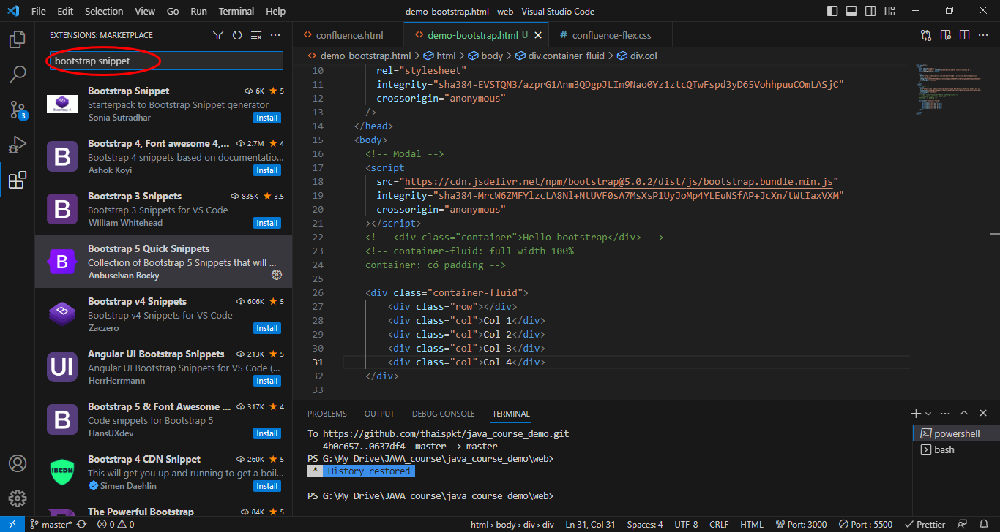 File Edit Selection View Go Run Terminal Help
demo-bootstrap.html - web - Visual Studio Code
EXTENSIONS: MARKETPLACE
bootstrap snippet
Bootstrap Snippet 6K ★ 5
Starterpack to Bootstrap Snippet generator
Sonia Sutradhar Install
Bootstrap 4, Font awesome 4,... 2.7M ★ 4
Bootstrap 4 snippets based on documentatio...
Ashok Koyi Install
Bootstrap 3 Snippets 835K ★ 3.5
Bootstrap 3 Snippets for VS Code
William Whitehead Install
Bootstrap 5 Quick Snippets
Collection of Bootstrap 5 Snippets that will ...
Anbuselvan Rocky
Bootstrap v4 Snippets 606K ★ 5
Bootstrap v4 Snippets for VS Code
Zaczero Install
Angular UI Bootstrap Snippets 213K ★ 5
Angular UI Bootstrap Snippets for VS Code (...
HerrHerrmann Install
Bootstrap 5 & Font Awesome ... 317K ★ 4
Code snippets for Bootstrap 5
HansUXdev Install
Bootstrap 4 CDN Snippet 260K ★ 5
This will get you up and running to get a boil...
Simen Daehlin Install
The Powerful Bootstrap 84K ★ 5
3
B
B
B
UI
B
!BCDN
confluence.html
demo-bootstrap.html U
# confluence-flex.css
demo-bootstrap.html > html > body > div.container-fluid > div.col
10 rel="stylesheet"
11 integrity="sha384-EVSTQN3/azprG1Anm3QDgpJLIm9Nao0Yz1ztcQTwFspd3yD65VohhpuuCOmLASjC"
12 crossorigin="anonymous"
13 />
14 </head>
15 <body>
16 <!-- Modal -->
17 <script
18 src="https://cdn.jsdelivr.net/npm/bootstrap@5.0.2/dist/js/bootstrap.bundle.min.js"
19 integrity="sha384-MrcW6ZMFYlzcLA8Nl+NtUVF0sA7MsXsP1UyJoMp4YLEuNSfAP+JcXn/tWtIaxVXM"
20 crossorigin="anonymous"
21 ></script>
22 <!-- <div class="container">Hello bootstrap</div> -->
23 <!-- container-fluid: full width 100%
24 container: có padding -->
25
26 <div class="container-fluid">
27 <div class="row"></div>
28 <div class="col">Col 1</div>
29 <div class="col">Col 2</div>
30 <div class="col">Col 3</div>
31 <div class="col">Col 4</div>
32 </div>
33
PROBLEMS OUTPUT DEBUG CONSOLE TERMINAL
To https://github.com/thaispkt/java_course_demo.git
4b0c657..0637df4 master -> master
PS G:\My Drive\JAVA_course\java_course_demo\web>
* History restored
PS G:\My Drive\JAVA_course\java_course_demo\web>
powershell
bash
master* 0 0
html > body > div > div Ln 31, Col 31 Spaces: 4 UTF-8 CRLF HTML Port: 3000 Port : 5500 Prettier